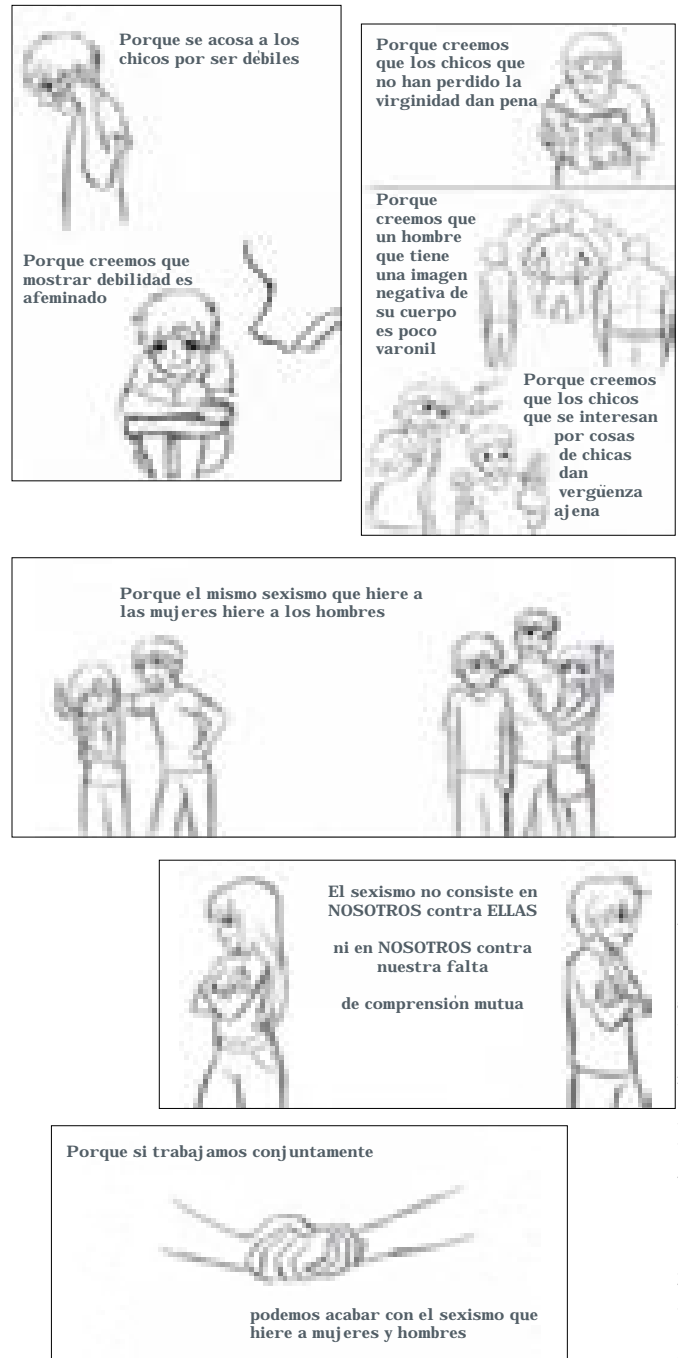 Porque se acosa a los
chicos por ser débiles
Porque creemos que
mostrar debilidad es
afeminado
Porque creemos
que los chicos que
no han perdido la
virginidad dan pena
Porque
creemos que
un hombre
que tiene
una imagen
negativa de
su cuerpo
es poco
varonil
Porque creemos
que los chicos
que se interesan
por cosas
de chicas
dan
vergüenza
ajena
Porque el mismo sexismo que hiere a
las mujeres hiere a los hombres
El sexismo no consiste en
NOSOTROS contra ELLAS
ni en NOSOTROS contra
nuestra falta
de comprensión mutua
Porque si trabajamos conjuntamente
podemos acabar con el sexismo que
hiere a mujeres y hombres